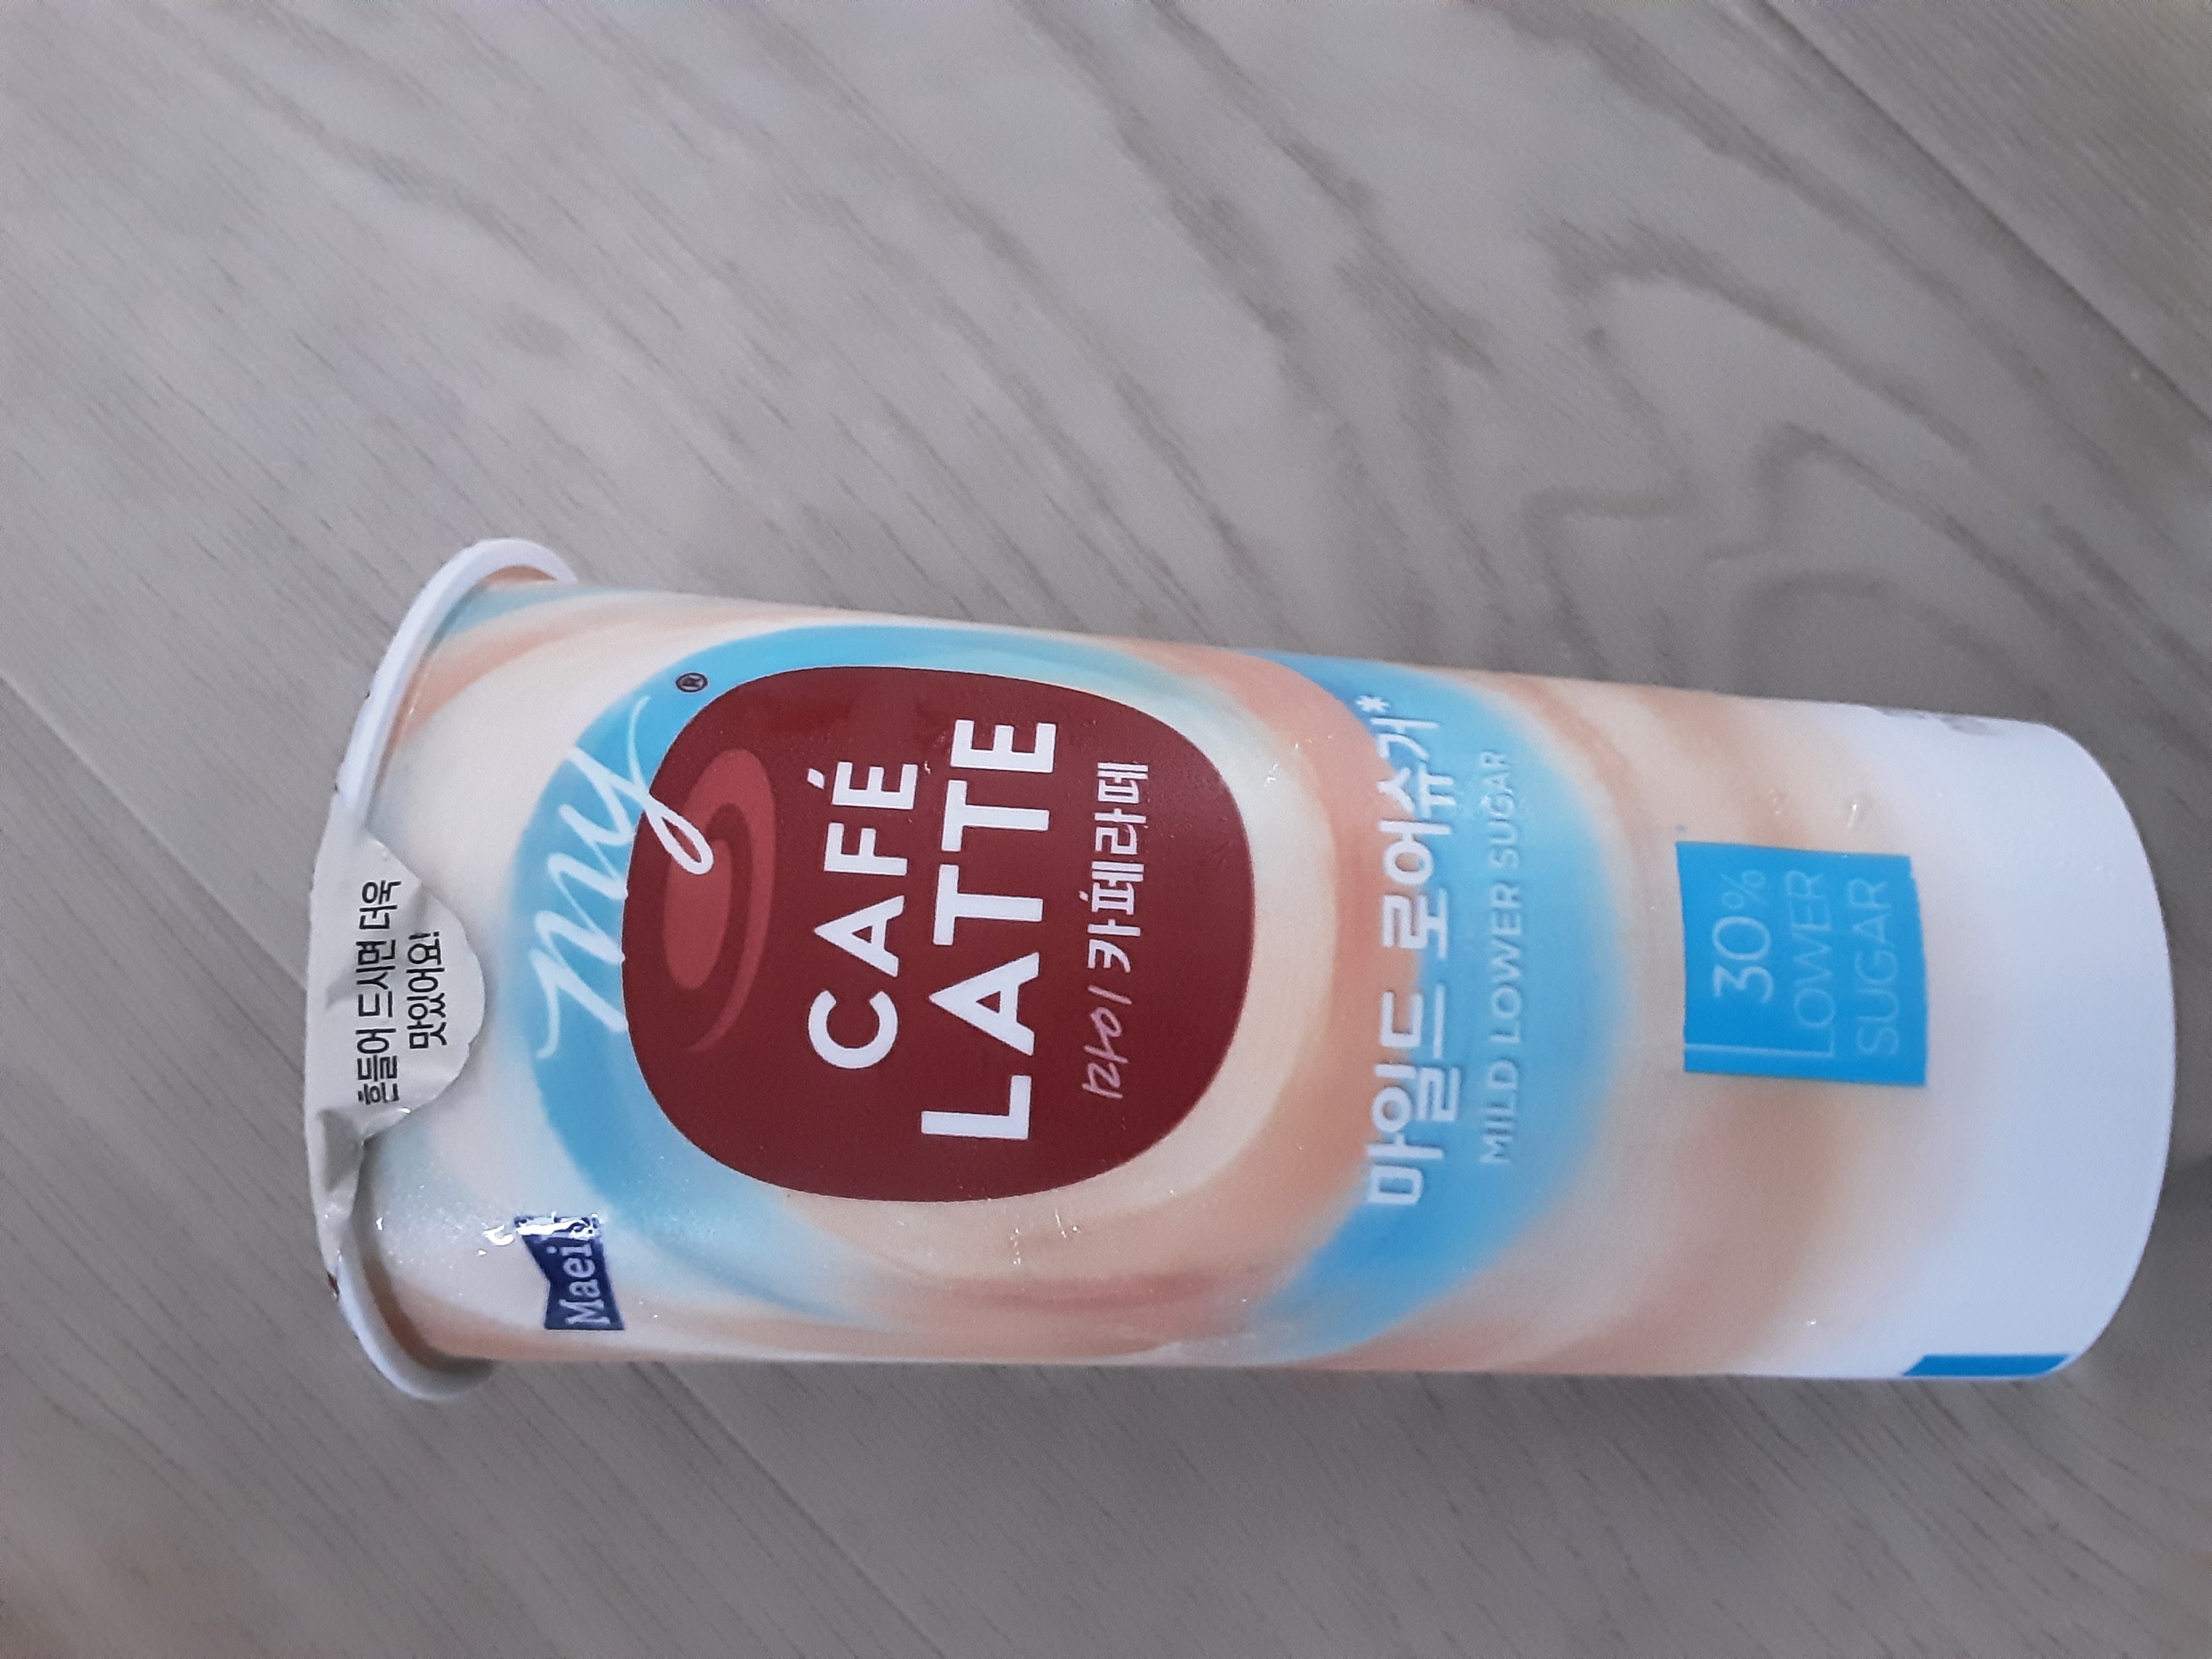 흔들어 드시면 더욱
맛있어요!
Maeil
my®
CAFÉ
LATTE
마이카페라떼
마일드 로어슈거*
MILD LOWER SUGAR
30%
LOWER
SUGAR